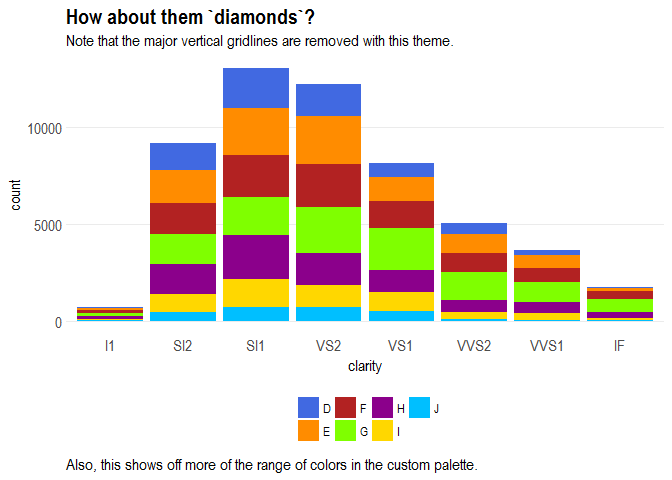 How about them `diamonds`?
Note that the major vertical gridlines are removed with this theme.
10000
5000
0
count
I1 SI2 SI1 VS2 VS1 VVS2 VVS1 IF
clarity
D F H J
E G I
Also, this shows off more of the range of colors in the custom palette.